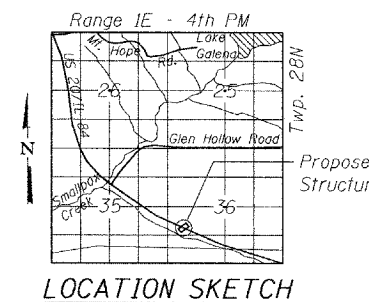 Range 1E - 4th PM
Mt. Hope Rd.
Lake Galena
US 20/IL 84
26
25
Twp. 28N
N
Glen Hollow Road
Propose
Structur
Smallpox Creek
35
36
LOCATION SKETCH